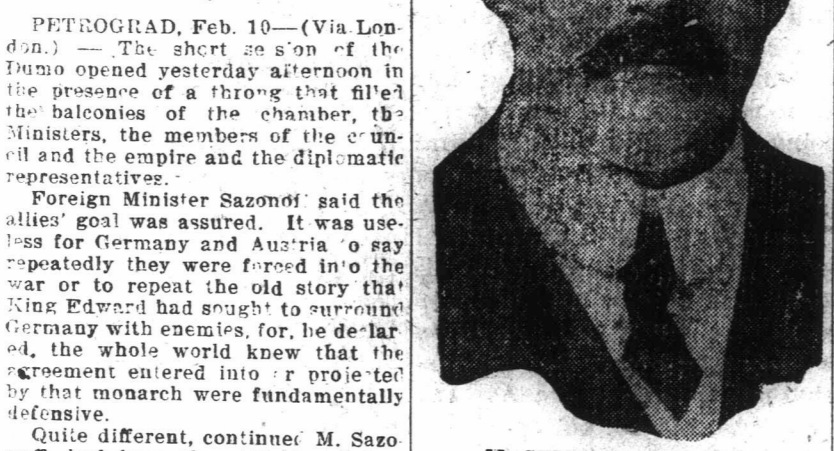 PETROGRAD, Feb. 10—(Via Lon-
don.) — The short session of the
Dumo opened yesterday afternoon in
the presence of a throng that filled
the balconies of the chamber, the
Ministers, the members of the coun-
cil and the empire and the diplomatic
representatives.
Foreign Minister Sazonof said the
allies' goal was assured. It was use-
less for Germany and Austria to say
repeatedly they were forced into the
war or to repeat the old story that
King Edward had sought to surround
Germany with enemies, for, he declar-
ed, the whole world knew that the
agreement entered into or projected
by that monarch were fundamentally
defensive.
Quite different, continued M. Sazo